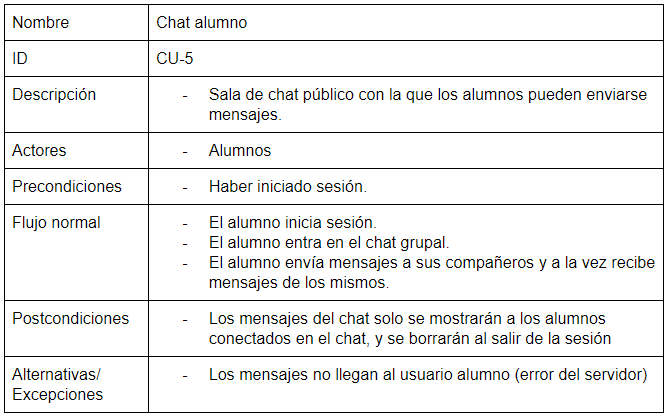 Nombre Chat alumno
ID CU-5
Descripción - Sala de chat público con la que los alumnos pueden enviarse
mensajes.
Actores - Alumnos
Precondiciones - Haber iniciado sesión.
Flujo normal - El alumno inicia sesión.
- El alumno entra en el chat grupal.
- El alumno envía mensajes a sus compañeros y a la vez recibe
mensajes de los mismos.
Postcondiciones - Los mensajes del chat solo se mostrarán a los alumnos
conectados en el chat, y se borrarán al salir de la sesión
Alternativas/ - Los mensajes no llegan al usuario alumno (error del servidor)
Excepciones